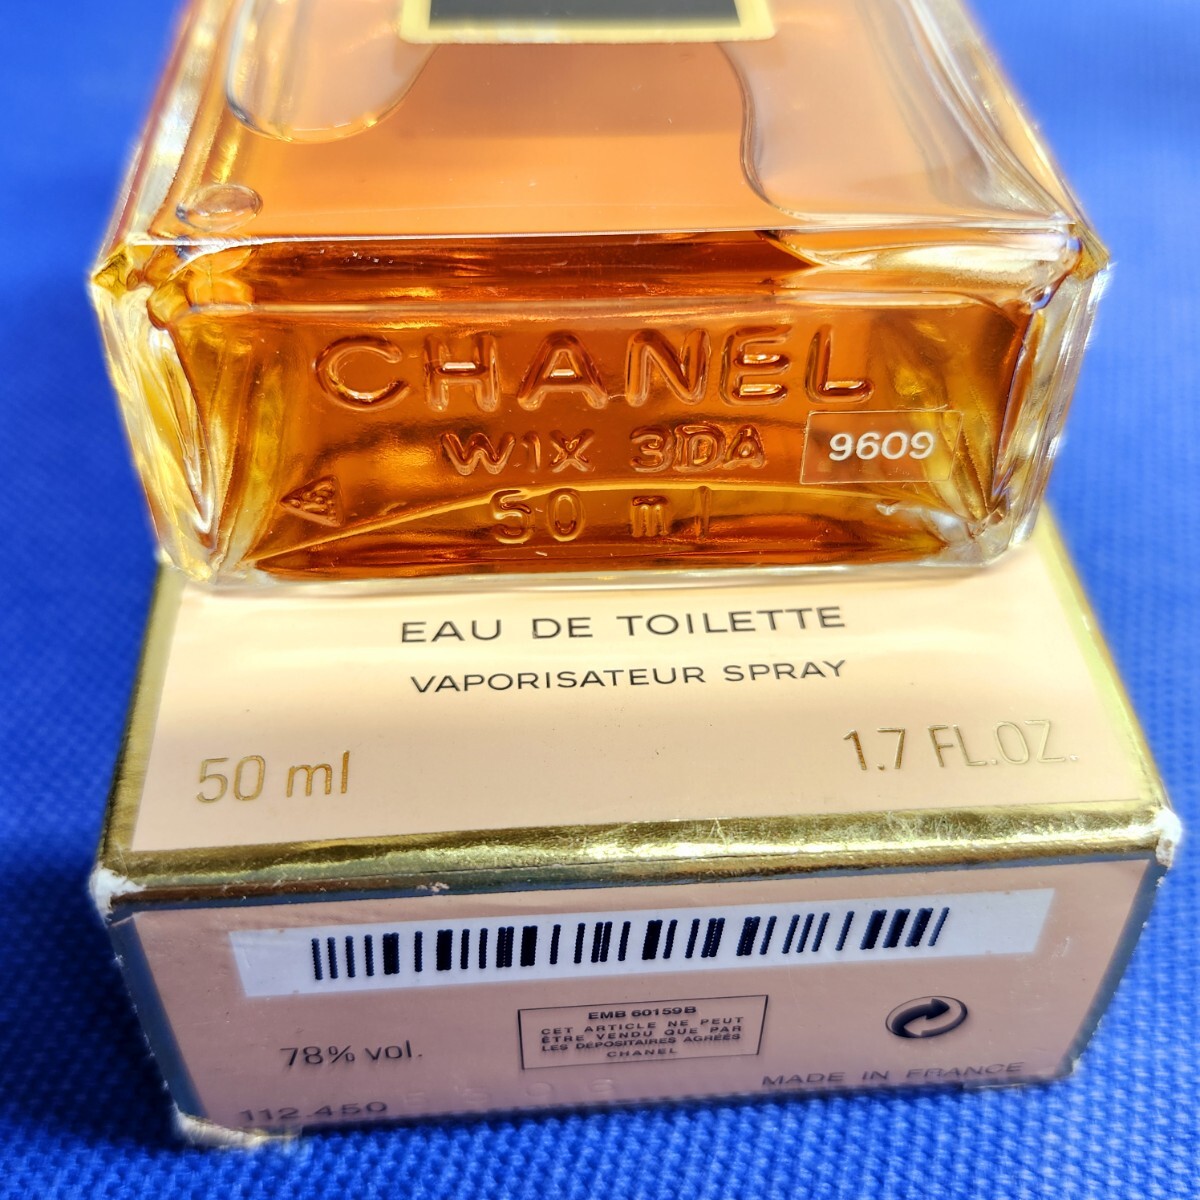 CHANEL
W1X 3DA
9609
50 ml
EAU DE TOILETTE
VAPORISATEUR SPRAY
50 ml
1.7 FL.OZ.
78% vol.
EMB 60159B
CET ARTICLE NE PEUT
ÊTRE VENDU QUE PAR
LES DÉPOSITAIRES AGRÉÉS
CHANEL
112.450
MADE IN FRANCE